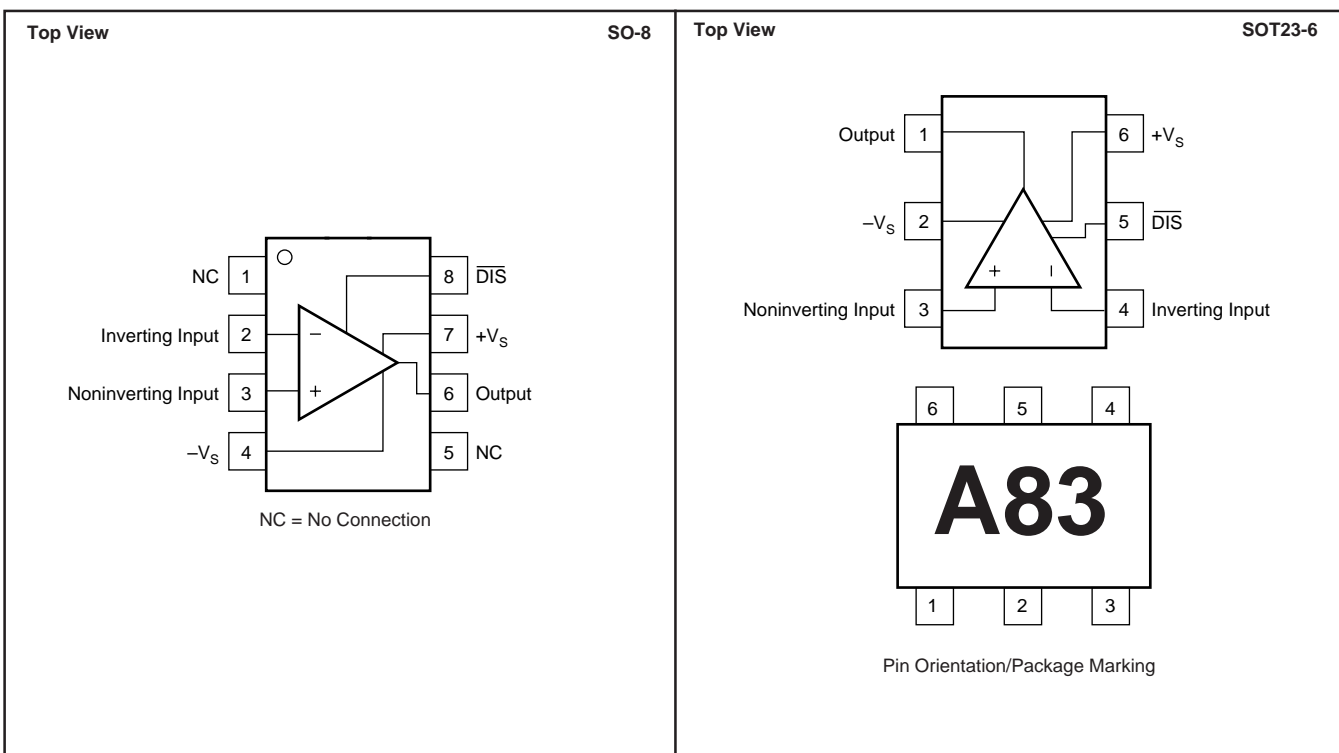 Top View
SO-8
NC 1
8 D̅I̅S̅
Inverting Input 2 −
7 +VS
Noninverting Input 3 +
6 Output
–VS 4
5 NC
NC = No Connection
Top View
SOT23-6
Output 1
6 +VS
–VS 2
5 D̅I̅S̅
+ −
Noninverting Input 3
4 Inverting Input
6 5 4
A83
1 2 3
Pin Orientation/Package Marking